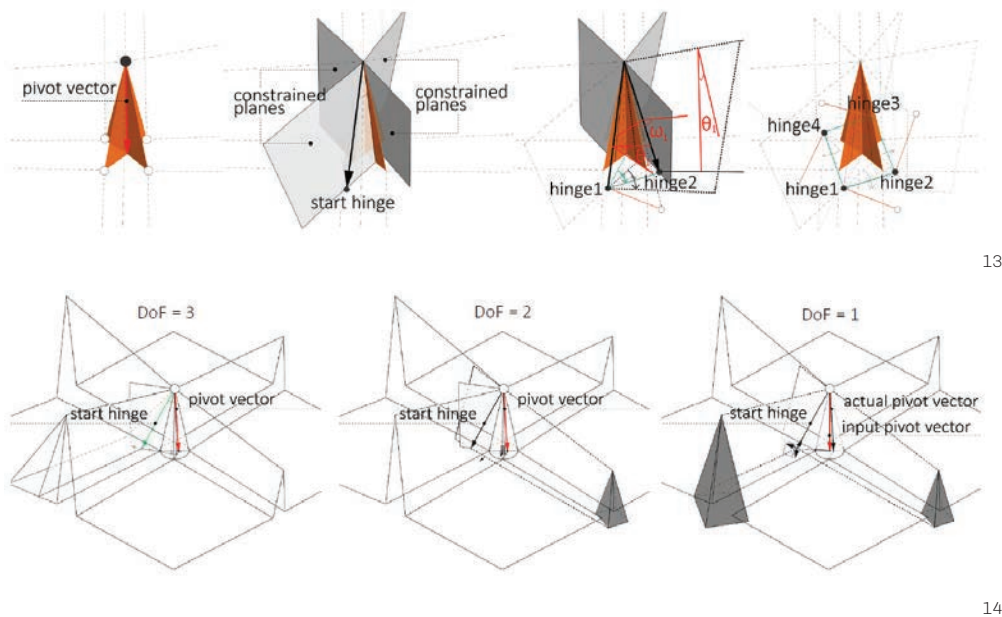 pivot vector
constrained
planes
constrained
planes
start hinge
ω₁
θ₁
hinge1
hinge2
hinge3
hinge4
hinge1
hinge2
13
DoF = 3
start hinge
pivot vector
DoF = 2
start hinge
pivot vector
DoF = 1
start hinge
actual pivot vector
input pivot vector
14